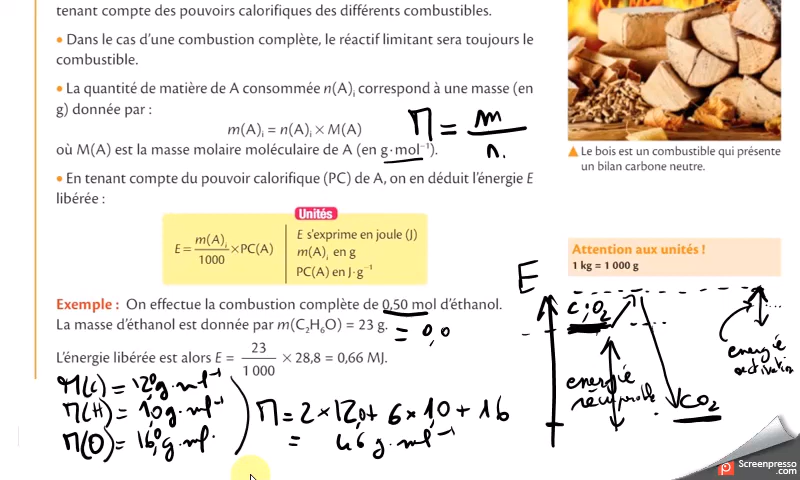 tenant compte des pouvoirs calorifiques des différents combustibles.
• Dans le cas d'une combustion complète, le réactif limitant sera toujours le
combustible.
• La quantité de matière de A consommée n(A)i correspond à une masse (en
g) donnée par :
m(A)i = n(A)i × M(A)
M = m / n
où M(A) est la masse molaire moléculaire de A (en g·mol⁻¹).
• En tenant compte du pouvoir calorifique (PC) de A, on en déduit l'énergie E
libérée :
Unités
E = m(A)i / 1000 × PC(A)
E s'exprime en joule (J)
m(A)i en g
PC(A) en J·g⁻¹
Exemple : On effectue la combustion complète de 0,50 mol d'éthanol.
La masse d'éthanol est donnée par m(C₂H₆O) = 23 g.
= 0,0
L'énergie libérée est alors E = 23 / 1 000 × 28,8 = 0,66 MJ.
M(C) = 12,0 g·mol⁻¹
M(H) = 1,0 g·mol⁻¹
M(O) = 16,0 g·mol⁻
M = 2 × 12,0 + 6 × 1,0 + 16
= 46 g·mol⁻¹
▲ Le bois est un combustible qui présente
un bilan carbone neutre.
Attention aux unités !
1 kg = 1 000 g
E
C; O₂
énergie
CO₂
énergie
Screenpresso
.com